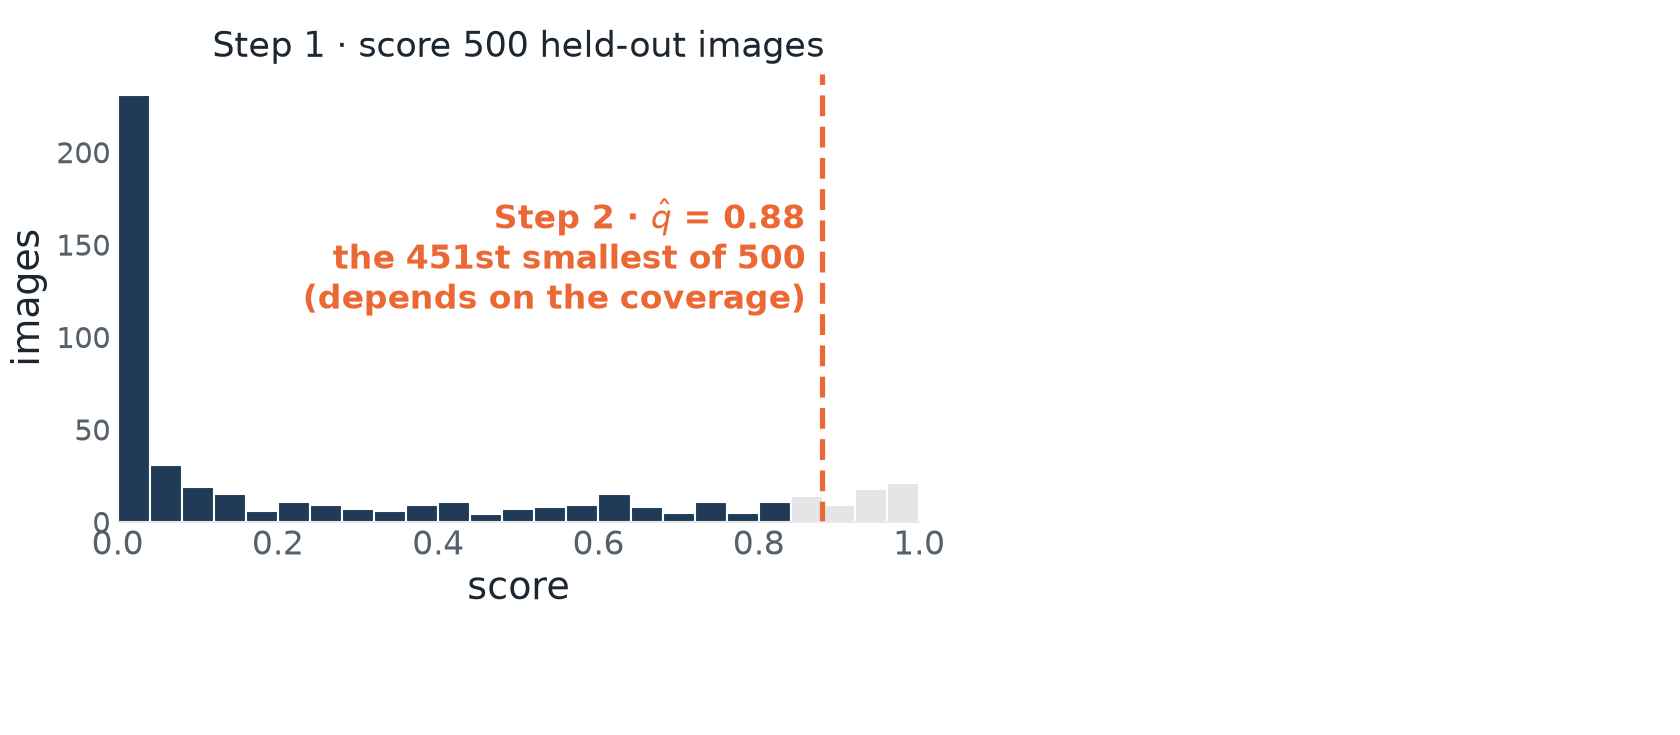 Step 1 · score 500 held-out images
Step 2 · q̂ = 0.88
the 451st smallest of 500
(depends on the coverage)
images
200
150
100
50
0
0.0 0.2 0.4 0.6 0.8 1.0
score